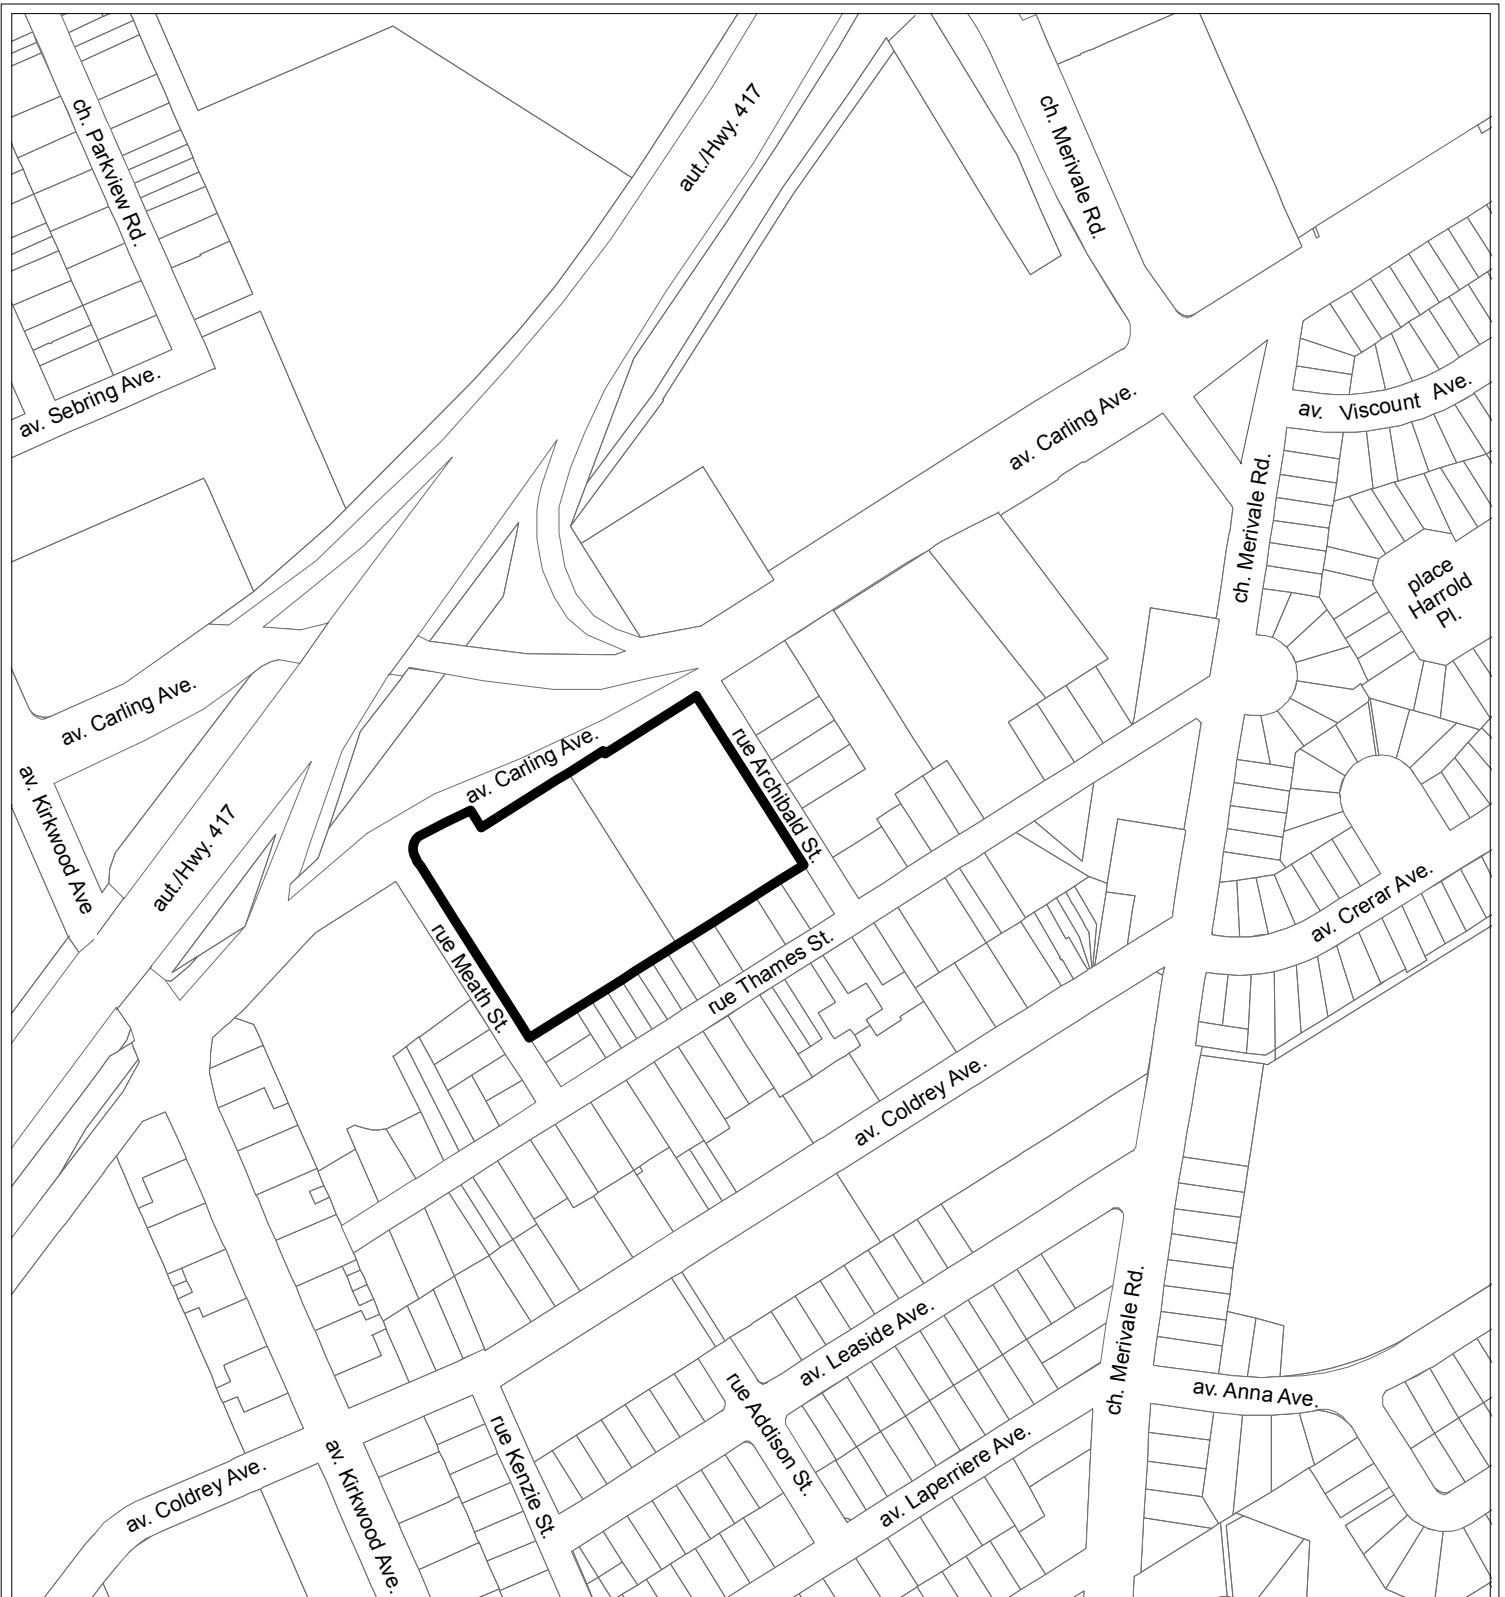 ch. Parkview Rd.
aut./Hwy. 417
ch. Merivale Rd.
av. Sebring Ave.
av. Carling Ave.
av. Viscount Ave.
ch. Merivale Rd.
place
Harrold
Pl.
av. Carling Ave.
av. Carling Ave.
rue Archibald St.
av. Kirkwood Ave
aut./Hwy. 417
av. Crerar Ave.
rue Meath St.
rue Thames St.
av. Coldrey Ave.
av. Leaside Ave.
ch. Merivale Rd.
rue Addison St.
av. Anna Ave.
av. Coldrey Ave.
av. Kirkwood Ave.
rue Kenzie St.
av. Laperriere Ave.